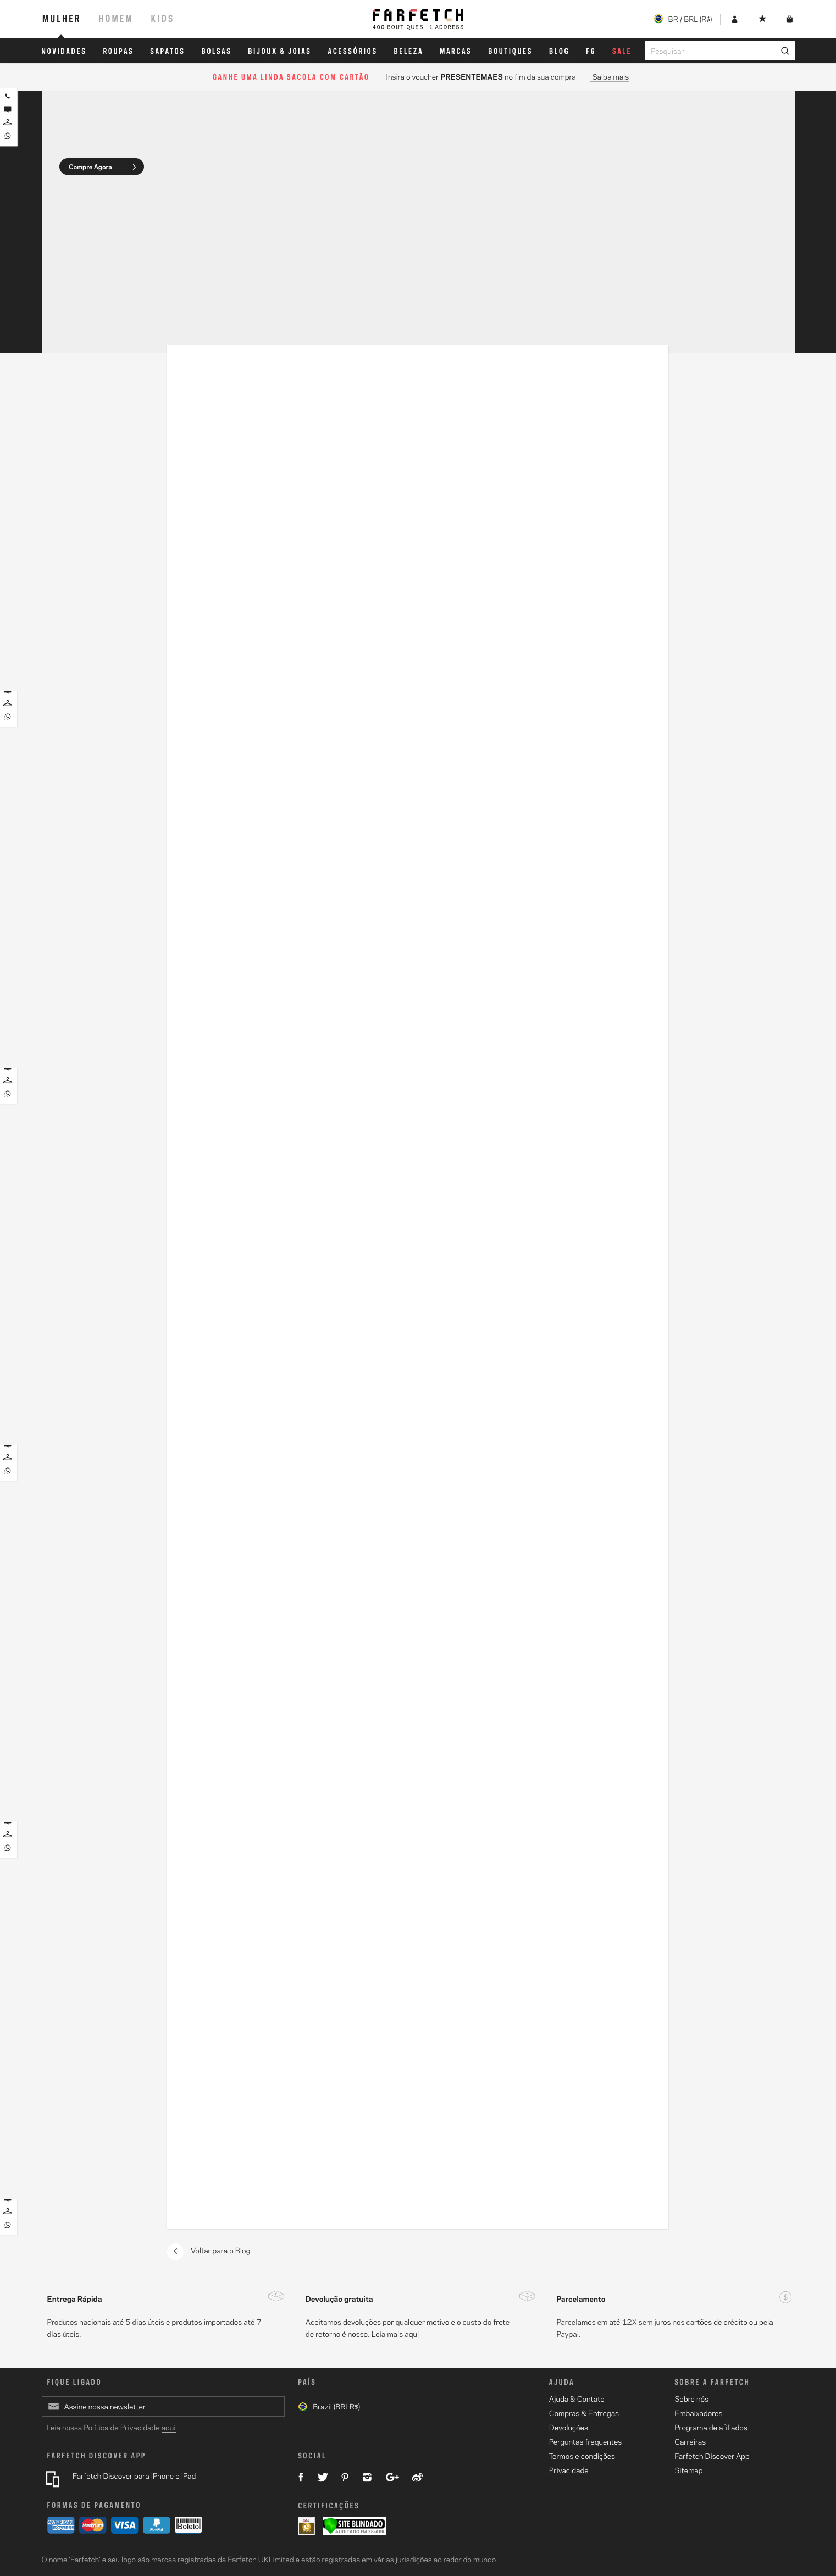 MULHER HOMEM KIDS
FARFETCH
400 BOUTIQUES. 1 ADDRESS
BR / BRL (R$)
NOVIDADES ROUPAS SAPATOS BOLSAS BIJOUX & JOIAS ACESSÓRIOS BELEZA MARCAS BOUTIQUES BLOG F6 SALE Pesquisar
GANHE UMA LINDA SACOLA COM CARTÃO | Insira o voucher PRESENTEMAES no fim da sua compra | Saiba mais
Compre Agora
Voltar para o Blog
Entrega Rápida
Produtos nacionais até 5 dias úteis e produtos importados até 7
dias úteis.
Devolução gratuita
Aceitamos devoluções por qualquer motivo e o custo do frete
de retorno é nosso. Leia mais aqui
Parcelamento
Parcelamos em até 12X sem juros nos cartões de crédito ou pela
Paypal.
FIQUE LIGADO
Assine nossa newsletter
Leia nossa Política de Privacidade aqui
FARFETCH DISCOVER APP
Farfetch Discover para iPhone e iPad
FORMAS DE PAGAMENTO
AMERICAN EXPRESS MasterCard VISA PayPal Boleto
PAÍS
Brazil (BRLR$)
SOCIAL
CERTIFICAÇÕES
SITE BLINDADO
AUDITADO EM 28-ABR
AJUDA
Ajuda & Contato
Compras & Entregas
Devoluções
Perguntas frequentes
Termos e condições
Privacidade
SOBRE A FARFETCH
Sobre nós
Embaixadores
Programa de afiliados
Carreiras
Farfetch Discover App
Sitemap
O nome 'Farfetch' e seu logo são marcas registradas da Farfetch UKLimited e estão registradas em várias jurisdições ao redor do mundo.